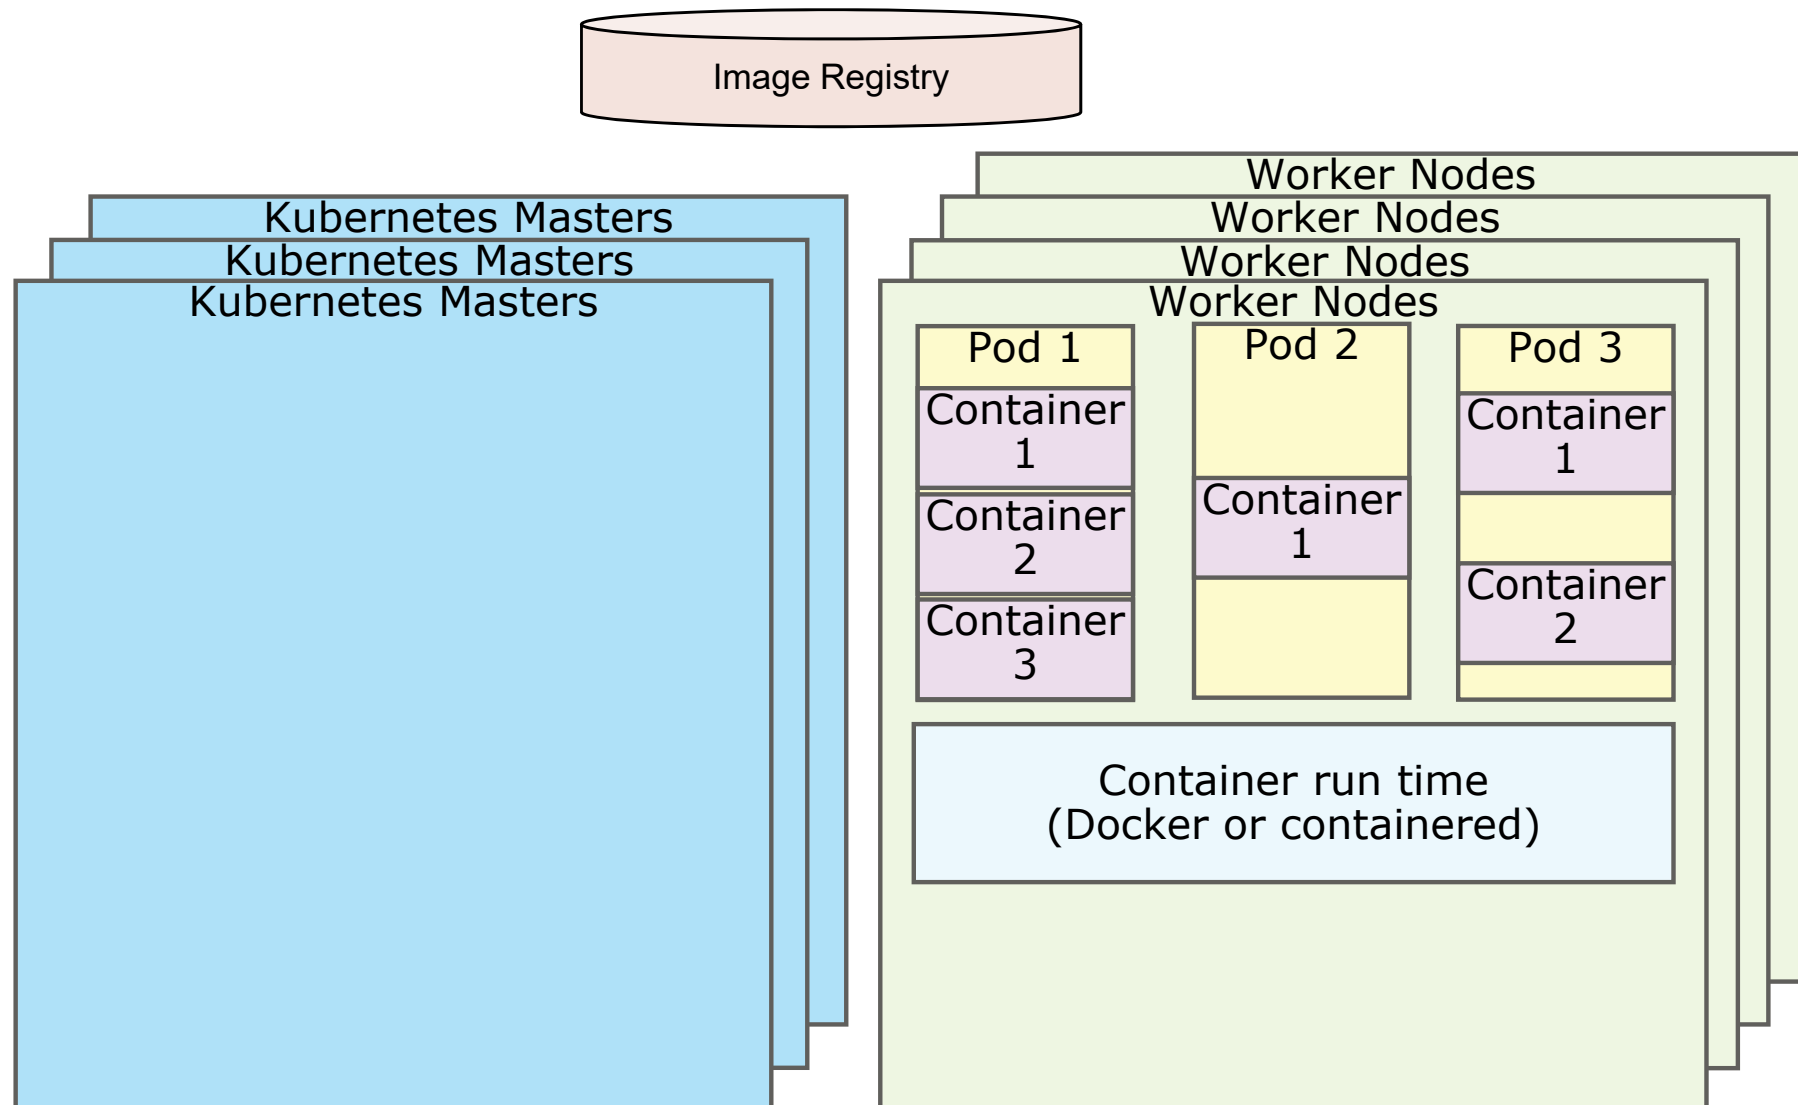 Image Registry
Kubernetes Masters
Kubernetes Masters
Kubernetes Masters
Worker Nodes
Worker Nodes
Worker Nodes
Worker Nodes
Pod 1
Container
1
Container
2
Container
3
Pod 2
Container
1
Pod 3
Container
1
Container
2
Container run time
(Docker or containered)